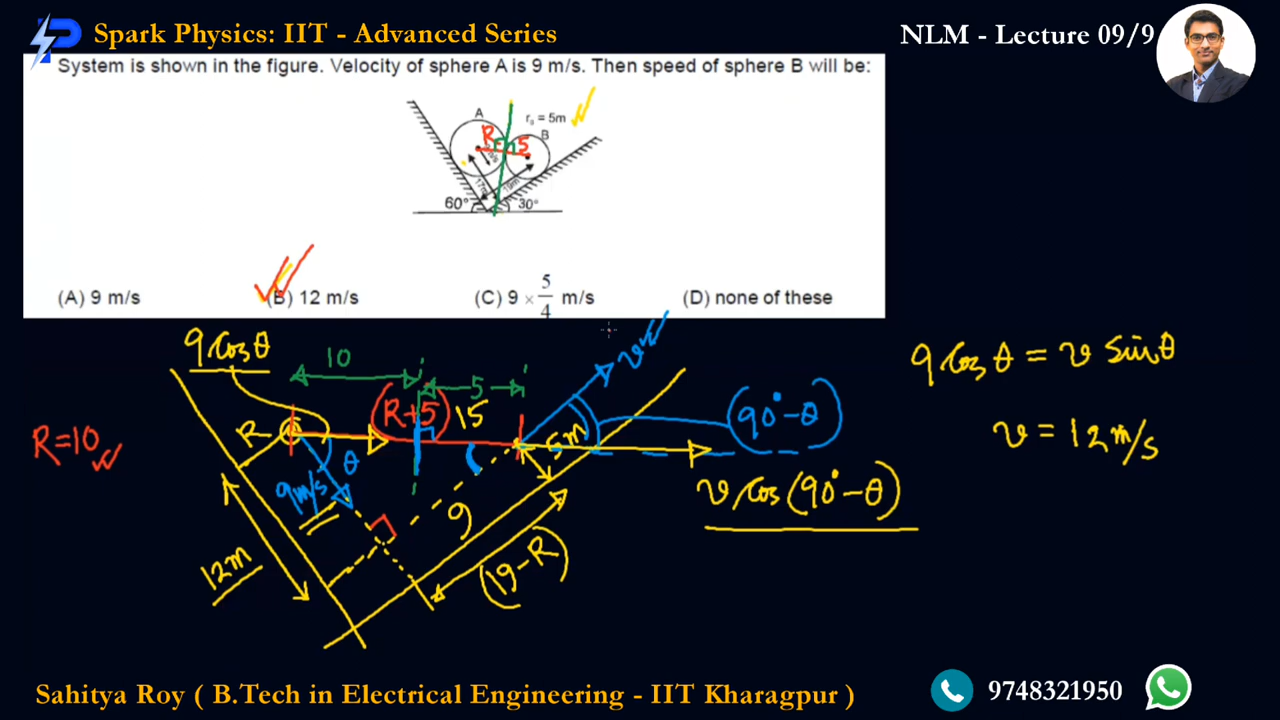 Spark Physics: IIT - Advanced Series
NLM - Lecture 09/9
System is shown in the figure. Velocity of sphere A is 9 m/s. Then speed of sphere B will be:
A
r₀ = 5m
B
R
5
17m
19m
60°
30°
(A) 9 m/s
(B) 12 m/s
(C) 9 × 5/4 m/s
(D) none of these
9 Cos θ
10
5
v
(R+5) 15
(90° - θ)
9 Cos θ = v sin θ
R=10
R
θ
5m
9m/s
v Cos (90° - θ)
v = 12 m/s
9
12m
(19-R)
Sahitya Roy ( B.Tech in Electrical Engineering - IIT Kharagpur )
9748321950